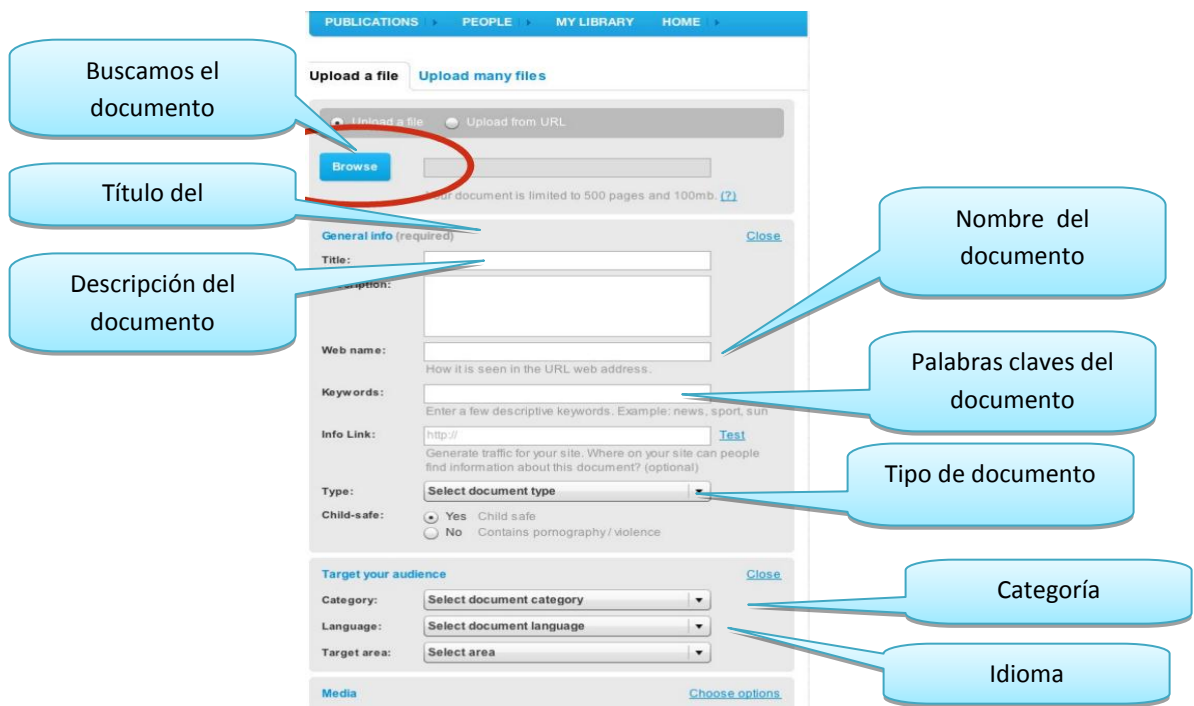 PUBLICATIONS PEOPLE MY LIBRARY HOME
Upload a file Upload many files
Buscamos el
documento
Upload a file Upload from URL
Browse
Your document is limited to 500 pages and 100mb. (?)
Título del
General info (required) Close
Title:
Descripción del
documento
Description:
Nombre del
documento
Web name:
How it is seen in the URL web address.
Palabras claves del
documento
Keywords:
Enter a few descriptive keywords. Example: news, sport, sun
Info Link: http:// Test
Generate traffic for your site. Where on your site can people
find information about this document? (optional)
Tipo de documento
Type: Select document type
Child-safe: Yes Child safe
No Contains pornography / violence
Target your audience Close
Categoría
Category: Select document category
Language: Select document language
Idioma
Target area: Select area
Media Choose options